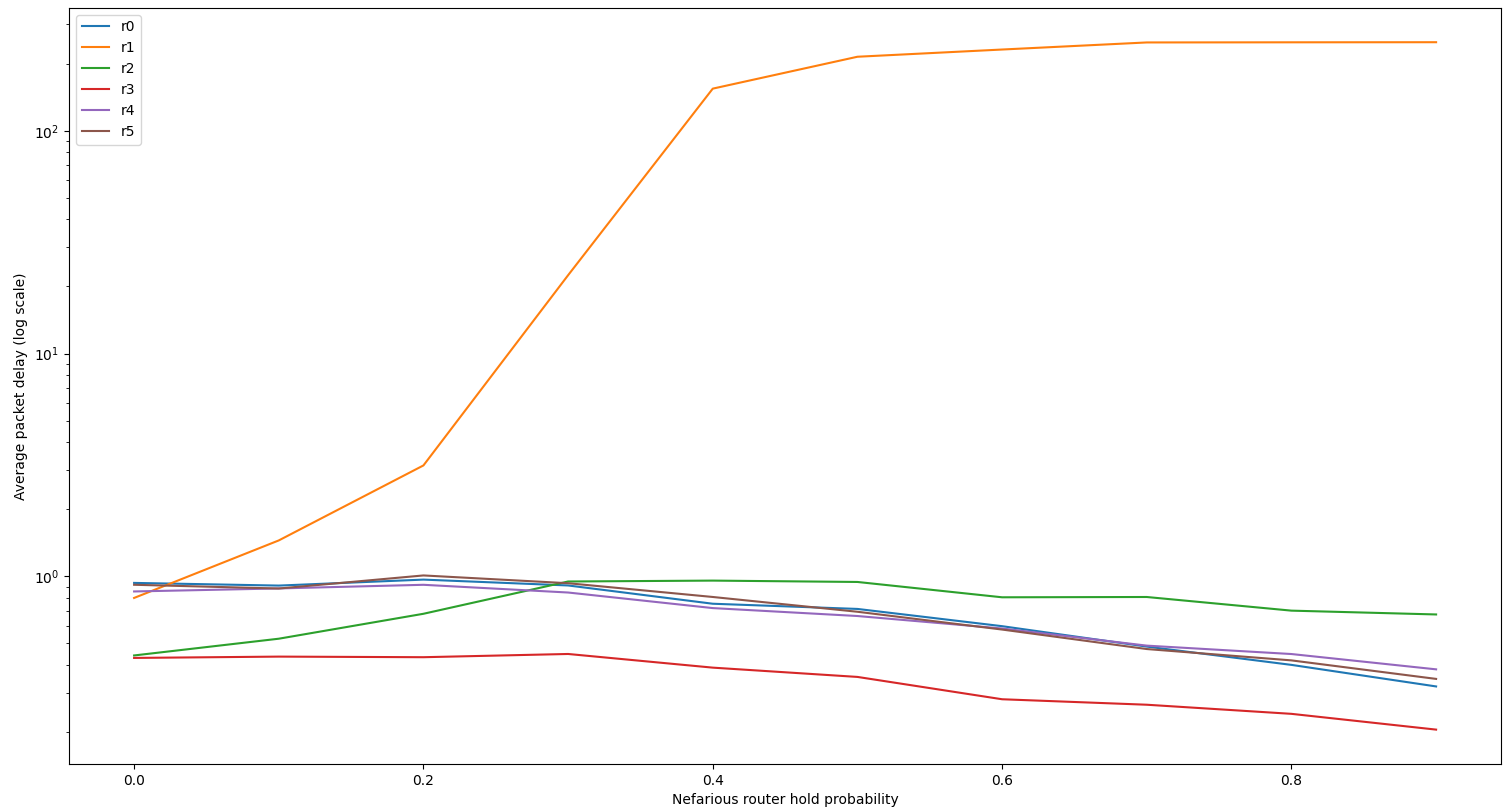 r0
r1
r2
r3
r4
r5
Average packet delay (log scale)
10²
10¹
10⁰
0.0 0.2 0.4 0.6 0.8
Nefarious router hold probability